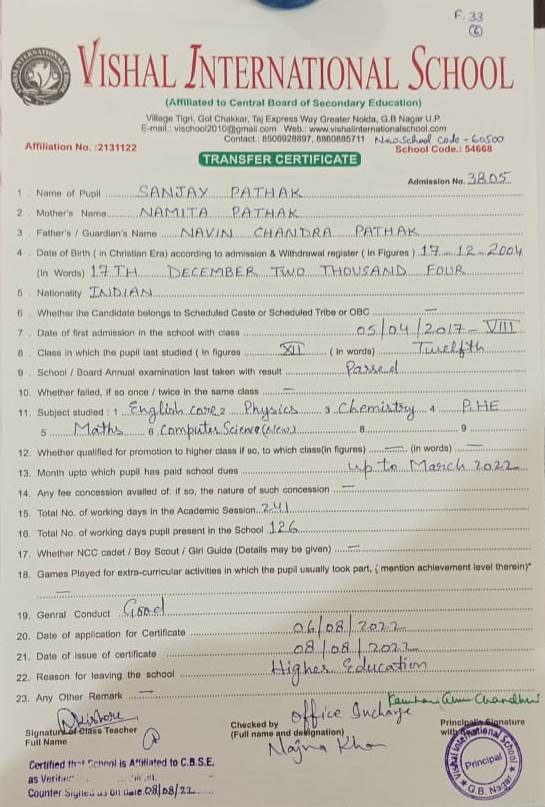 F. 33
6
VISHAL INTERNATIONAL SCHOOL
(Affiliated to Central Board of Secondary Education)
Village Tigri, Gol Chakkar, Taj Express Way Greater Noida, G.B Nagar U.P.
E-mail.: vischool2010@gmail.com Web.: www.vishalinternationalschool.com
Contact.: 8506928897, 8860885711 New School Code - 60500
Affiliation No. :2131122 School Code.: 54668
TRANSFER CERTIFICATE
Admission No. 3805
1 . Name of Pupil SANJAY PATHAK
2 . Mother's Name NAMITA PATHAK
3 . Father's / Guardian's Name NAVIN CHANDRA PATHAK
4 . Date of Birth ( in Christian Era) according to admission & Withdrawal register ( In Figures ) 17-12-2004
(In Words) 17TH DECEMBER TWO THOUSAND FOUR
5 . Nationality INDIAN
6 . Whether the Candidate belongs to Scheduled Caste or Scheduled Tribe or OBC —
7 . Date of first admission in the school with class 05/04/2017 - VIII
8 . Class in which the pupil last studied ( in figures XII ( in words) Twelfth
9 . School / Board Annual examination last taken with result Passed
10. Whether failed, if so once / twice in the same class —
11. Subject studied : 1 English core 2 Physics 3 Chemistry 4 P.HE
5 Maths 6 Computer Science (New) 8 9
12. Whether qualified for promotion to higher class if so, to which class(in figures) — (in words) —
13. Month upto which pupil has paid school dues up to March 2022
14. Any fee concession availed of: if so, the nature of such concession —
15. Total No. of working days in the Academic Session 241
16. Total No. of working days pupil present in the School 126
17. Whether NCC cadet / Boy Scout / Girl Guide (Details may be given) —
18. Games Played for extra-curricular activities in which the pupil usually took part, ( mention achievement level therein)*
—
19. Genral Conduct Good
20. Date of application for Certificate 06/08/2022
21. Date of issue of certificate 08/08/2022
22. Reason for leaving the school Higher Education
23. Any Other Remark —
Signature of Class Teacher
Full Name
Checked by Office Incharge
(Full name and designation)
Najma Khan
Principal's Signature
with
Vishal International School
Principal
G.B. Nagar
Certified that School is Affiliated to C.B.S.E.
as
Counter Signed as on date. 08/08/22